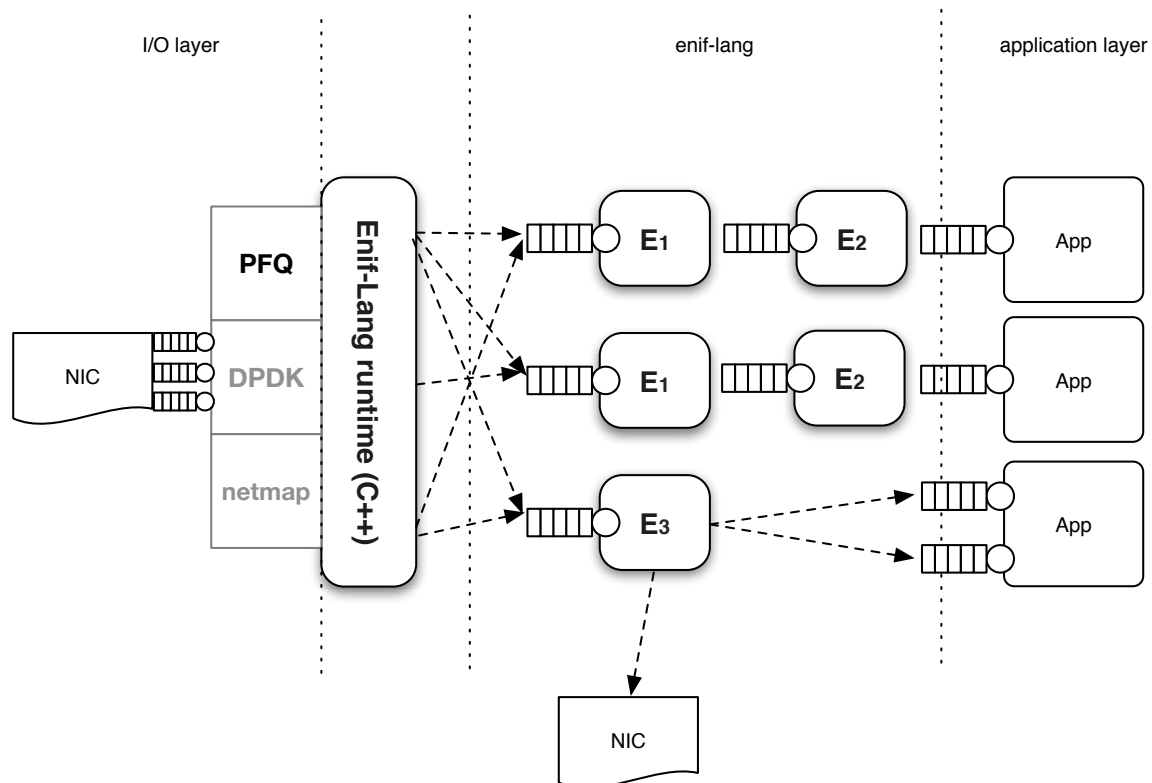 I/O layer
enif-lang
application layer
PFQ
DPDK
netmap
NIC
Enif-Lang runtime (C++)
E1
E2
App
E1
E2
App
E3
App
NIC